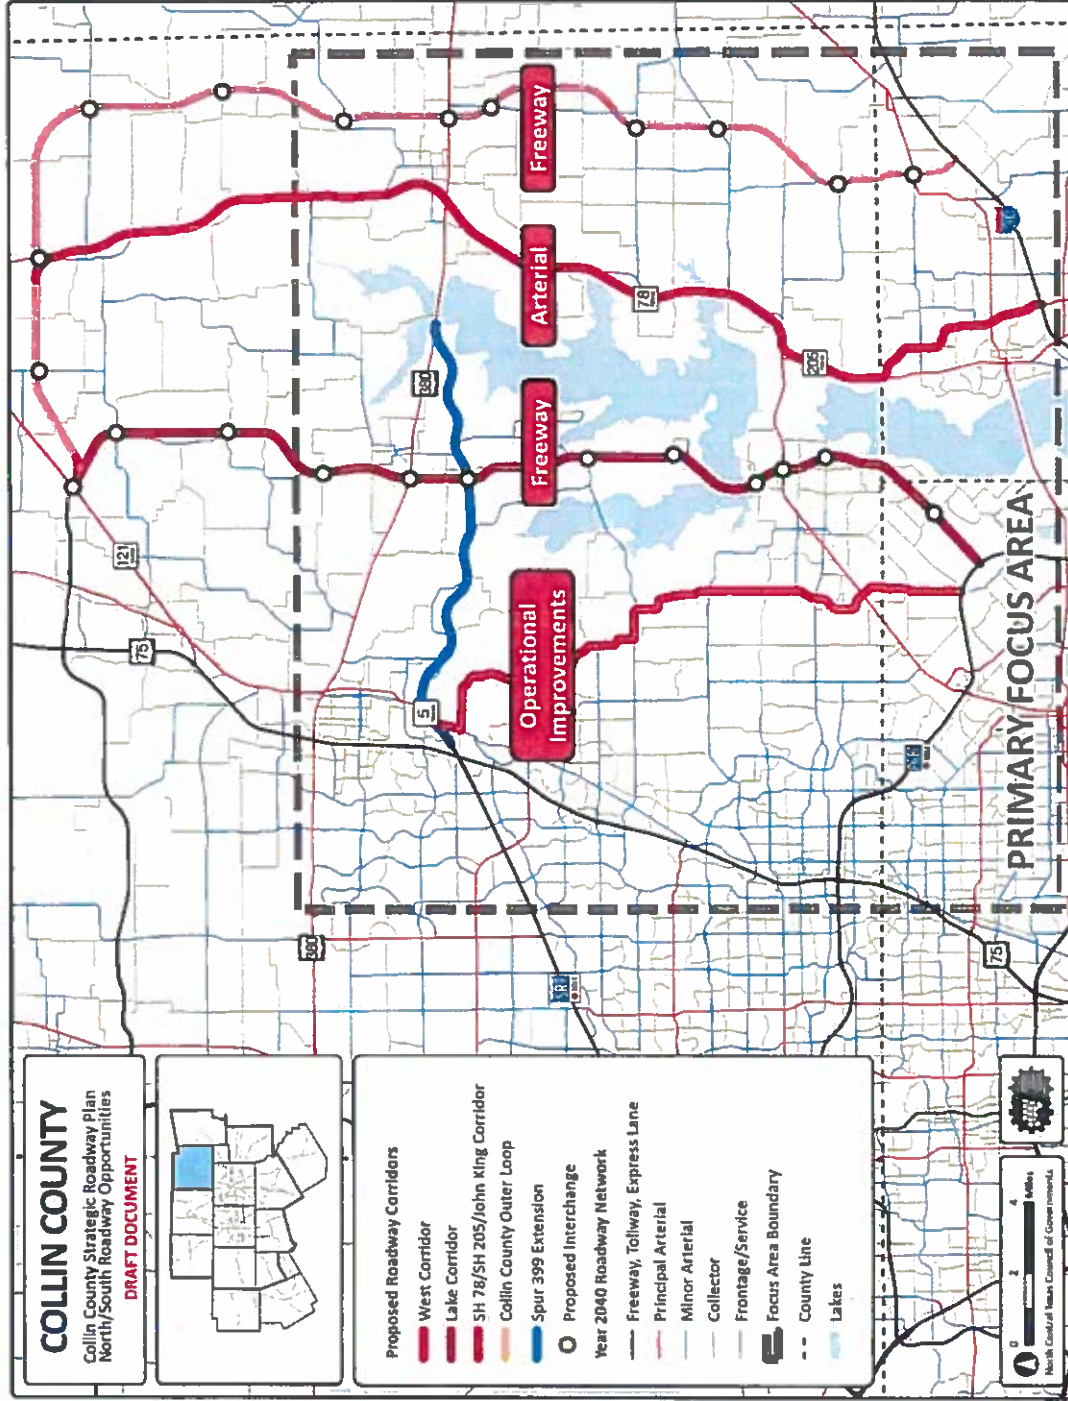 COLLIN COUNTY
Collin County Strategic Roadway Plan
North/South Roadway Opportunities
DRAFT DOCUMENT
Proposed Roadway Corridors
West Corridor
Lake Corridor
SH 78/SH 205/John King Corridor
Collin County Outer Loop
Spur 399 Extension
Proposed Interchange
Year 2040 Roadway Network
Freeway, Tollway, Express Lane
Principal Arterial
Minor Arterial
Collector
Frontage/Service
Focus Area Boundary
County Line
Lakes
0 2 4
Miles
North Central Texas Council of Governments
380
75
121
5
380
Operational
Improvements
Freeway
Arterial
Freeway
78
205
75
PRIMARY FOCUS AREA